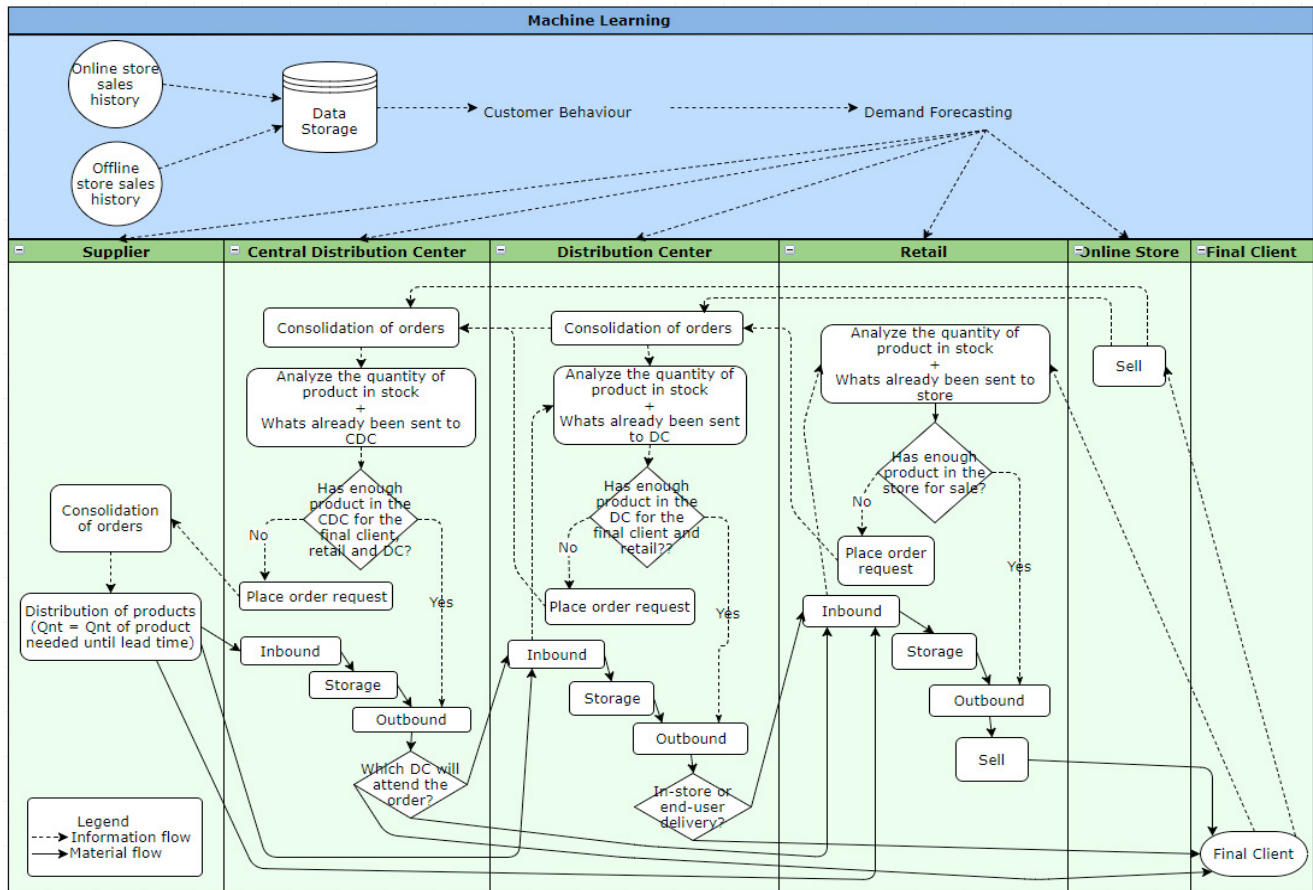 Machine Learning
Online store
sales
history
Data
Storage
Customer Behaviour
Demand Forecasting
Offline
store sales
history
Supplier
Central Distribution Center
Distribution Center
Retail
Online Store
Final Client
Consolidation of orders
Consolidation of orders
Analyze the quantity of
product in stock
+
Whats already been sent to
store
Sell
Analyze the quantity of
product in stock
+
Whats already been sent to
CDC
Analyze the quantity of
product in stock
+
Whats already been sent
to DC
Has enough
product in the
store for sale?
Consolidation
of orders
Has enough
product in the
CDC for the
final client,
retail and DC?
Has enough
product in the
DC for the
final client and
retail??
No
No
No
Place order
request
Yes
Place order request
Yes
Place order request
Yes
Distribution of products
(Qnt = Qnt of product
needed until lead time)
Inbound
Storage
Outbound
Inbound
Storage
Outbound
Inbound
Storage
Outbound
Sell
Which DC will
attend the
order?
In-store or
end-user
delivery?
Legend
Information flow
Material flow
Final Client